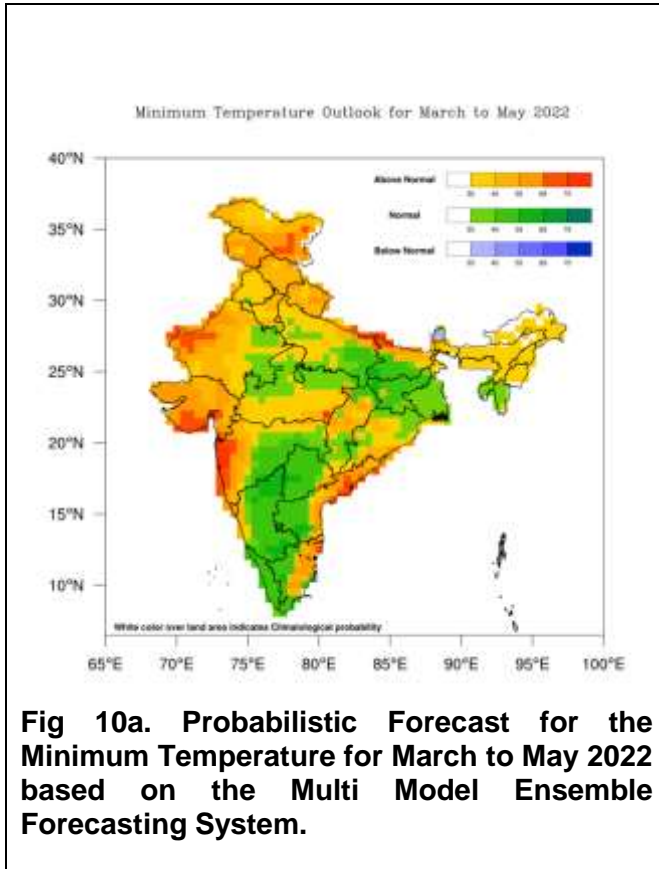 Minimum Temperature Outlook for March to May 2022
40°N
35°N
30°N
25°N
20°N
15°N
10°N
65°E 70°E 75°E 80°E 85°E 90°E 95°E 100°E
Above Normal
Normal
Below Normal
White color over land area indicates Climatological probability
Fig 10a. Probabilistic Forecast for the
Minimum Temperature for March to May 2022
based on the Multi Model Ensemble
Forecasting System.